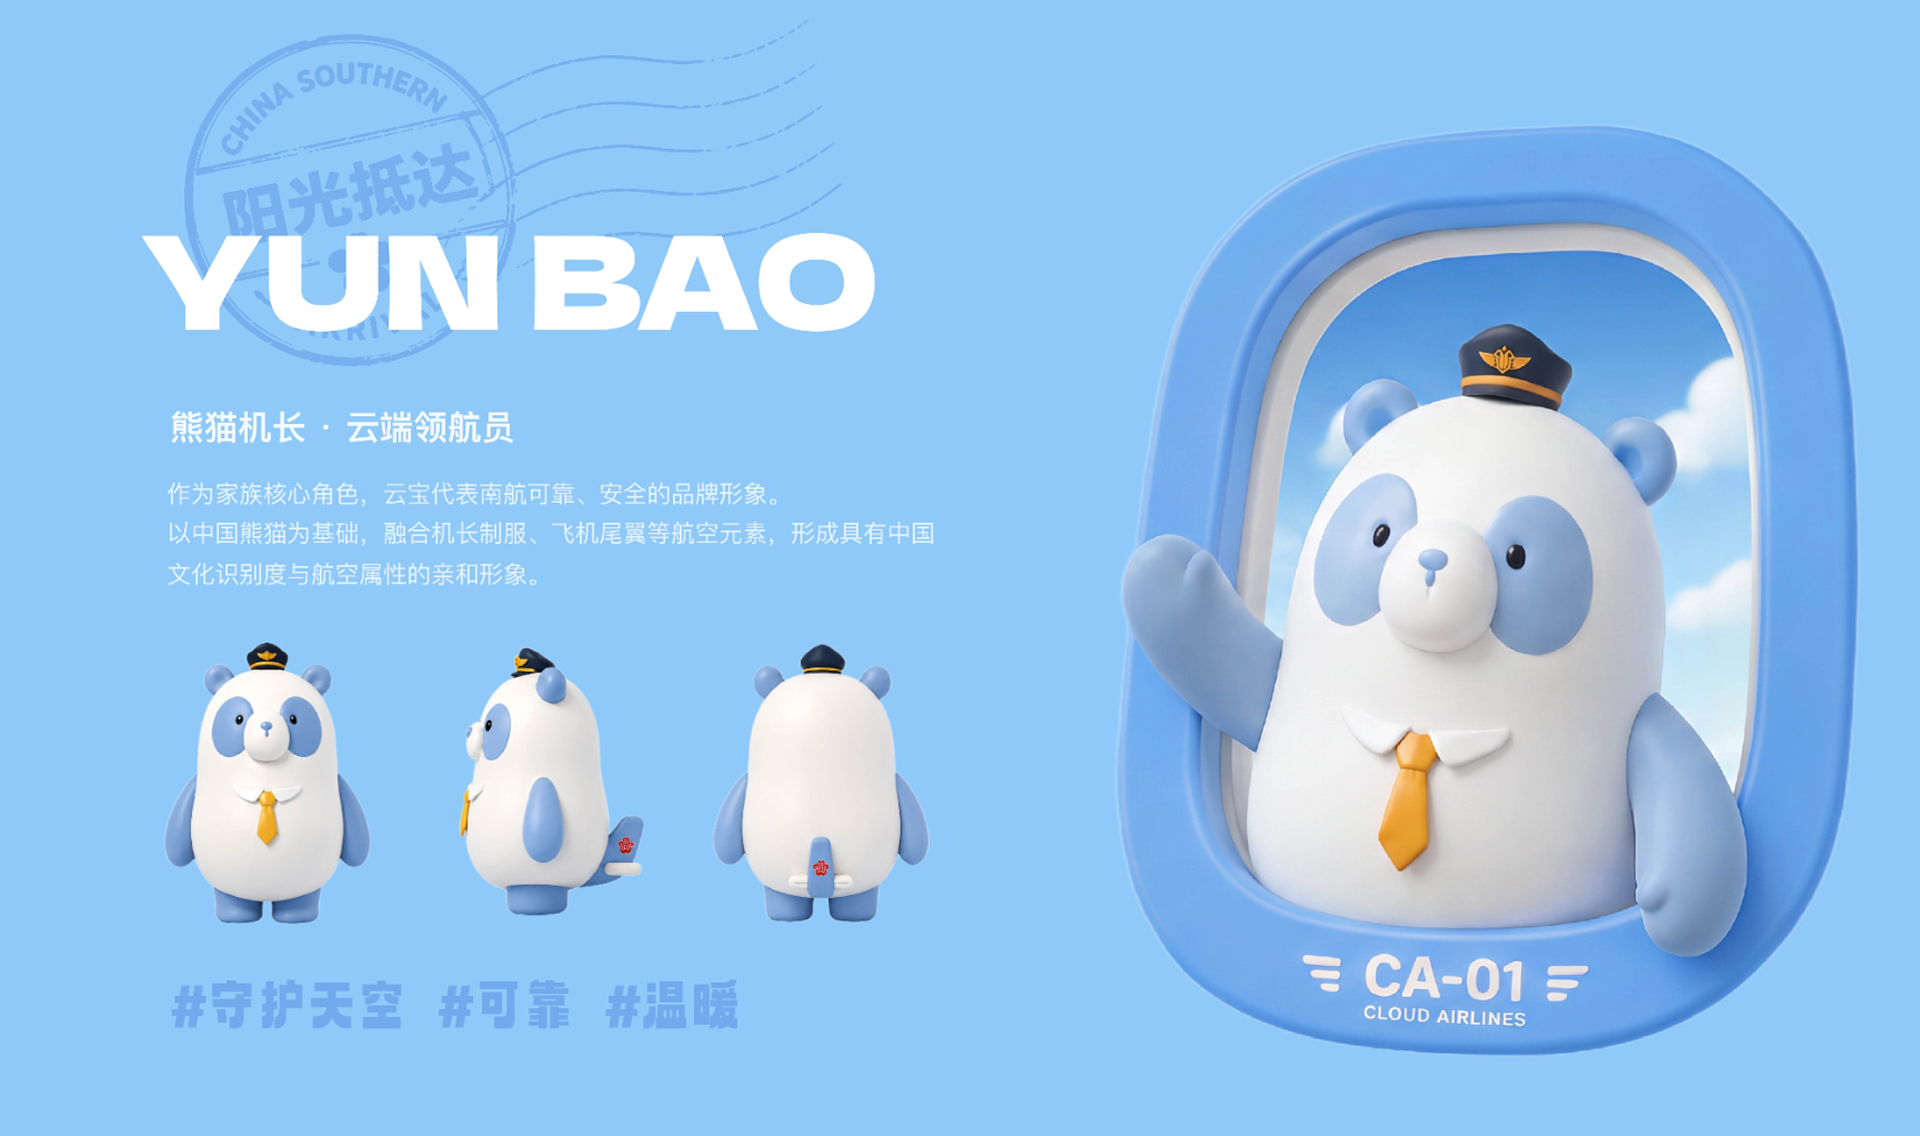 CHINA SOUTHERN
阳光抵达
ARRIVAL
YUN BAO
熊猫机长 · 云端领航员
作为家族核心角色，云宝代表南航可靠、安全的品牌形象。
以中国熊猫为基础，融合机长制服、飞机尾翼等航空元素，形成具有中国
文化识别度与航空属性的亲和形象。
#守护天空 #可靠 #温暖
CA-01
CLOUD AIRLINES